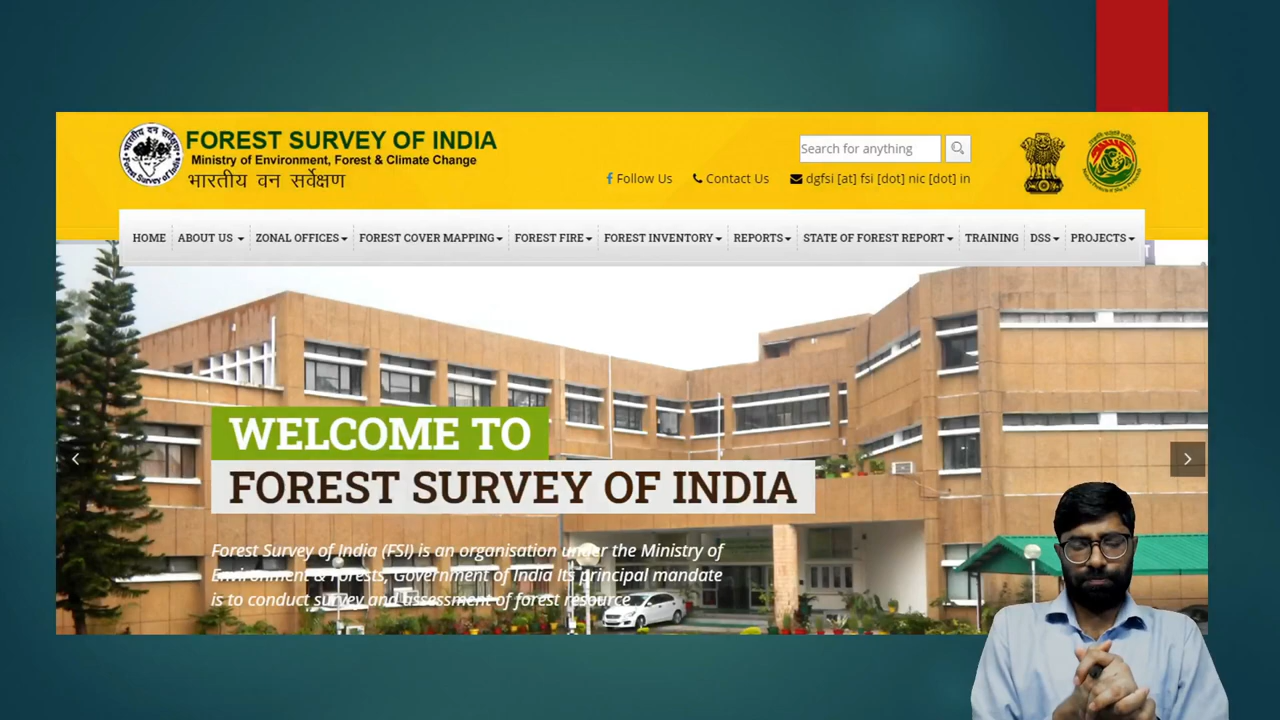 FOREST SURVEY OF INDIA
Ministry of Environment, Forest & Climate Change
भारतीय वन सर्वेक्षण
Search for anything
Follow Us Contact Us dgfsi [at] fsi [dot] nic [dot] in
HOME ABOUT US ZONAL OFFICES FOREST COVER MAPPING FOREST FIRE FOREST INVENTORY REPORTS STATE OF FOREST REPORT TRAINING DSS PROJECTS
WELCOME TO
FOREST SURVEY OF INDIA
Forest Survey of India (FSI) is an organisation under the Ministry of
Environment & Forests, Government of India Its principal mandate
is to conduct survey and assessment of forest resource